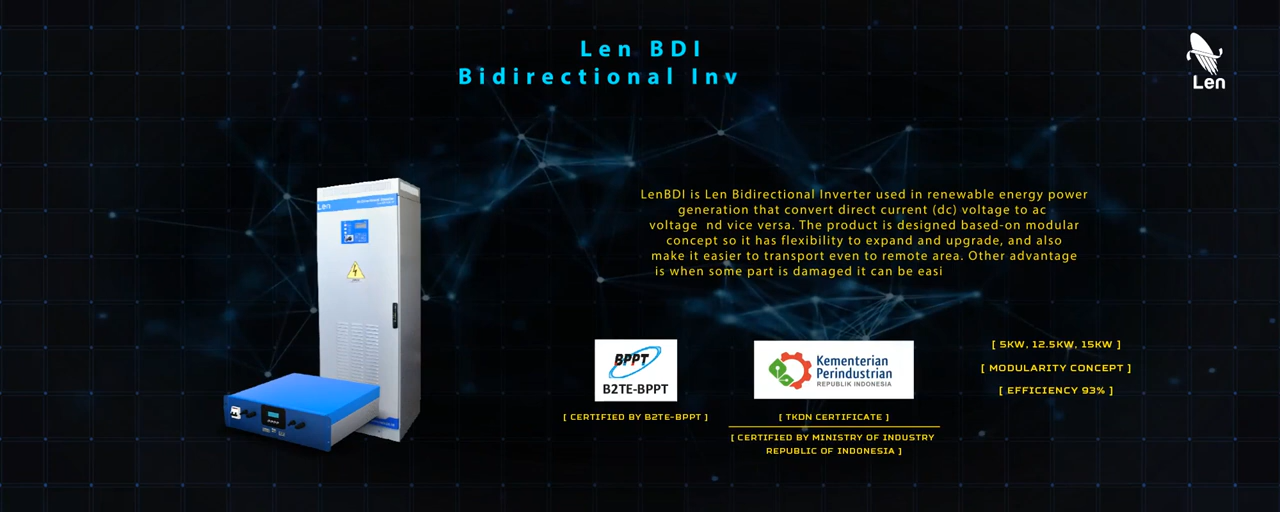 Len BDI
Bidirectional Inv
Len
LenBDI is Len Bidirectional Inverter used in renewable energy power
generation that convert direct current (dc) voltage to ac
voltage nd vice versa. The product is designed based-on modular
concept so it has flexibility to expand and upgrade, and also
make it easier to transport even to remote area. Other advantage
is when some part is damaged it can be easi
Len
Bidirectional Inverter
BPPT
B2TE-BPPT
Kementerian
Perindustrian
REPUBLIK INDONESIA
[ 5KW, 12.5KW, 15KW ]
[ MODULARITY CONCEPT ]
[ EFFICIENCY 93% ]
[ CERTIFIED BY B2TE-BPPT ]
[ TKDN CERTIFICATE ]
[ CERTIFIED BY MINISTRY OF INDUSTRY
REPUBLIC OF INDONESIA ]